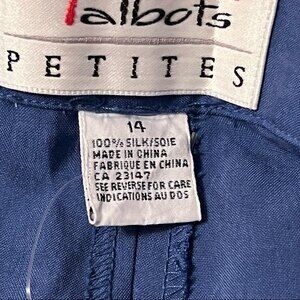 Talbots
PETITES
14
100% SILK/SOIE
MADE IN CHINA
FABRIQUE EN CHINA
CA 23147
SEE REVERSE FOR CARE
INDICATIONS AU DOS